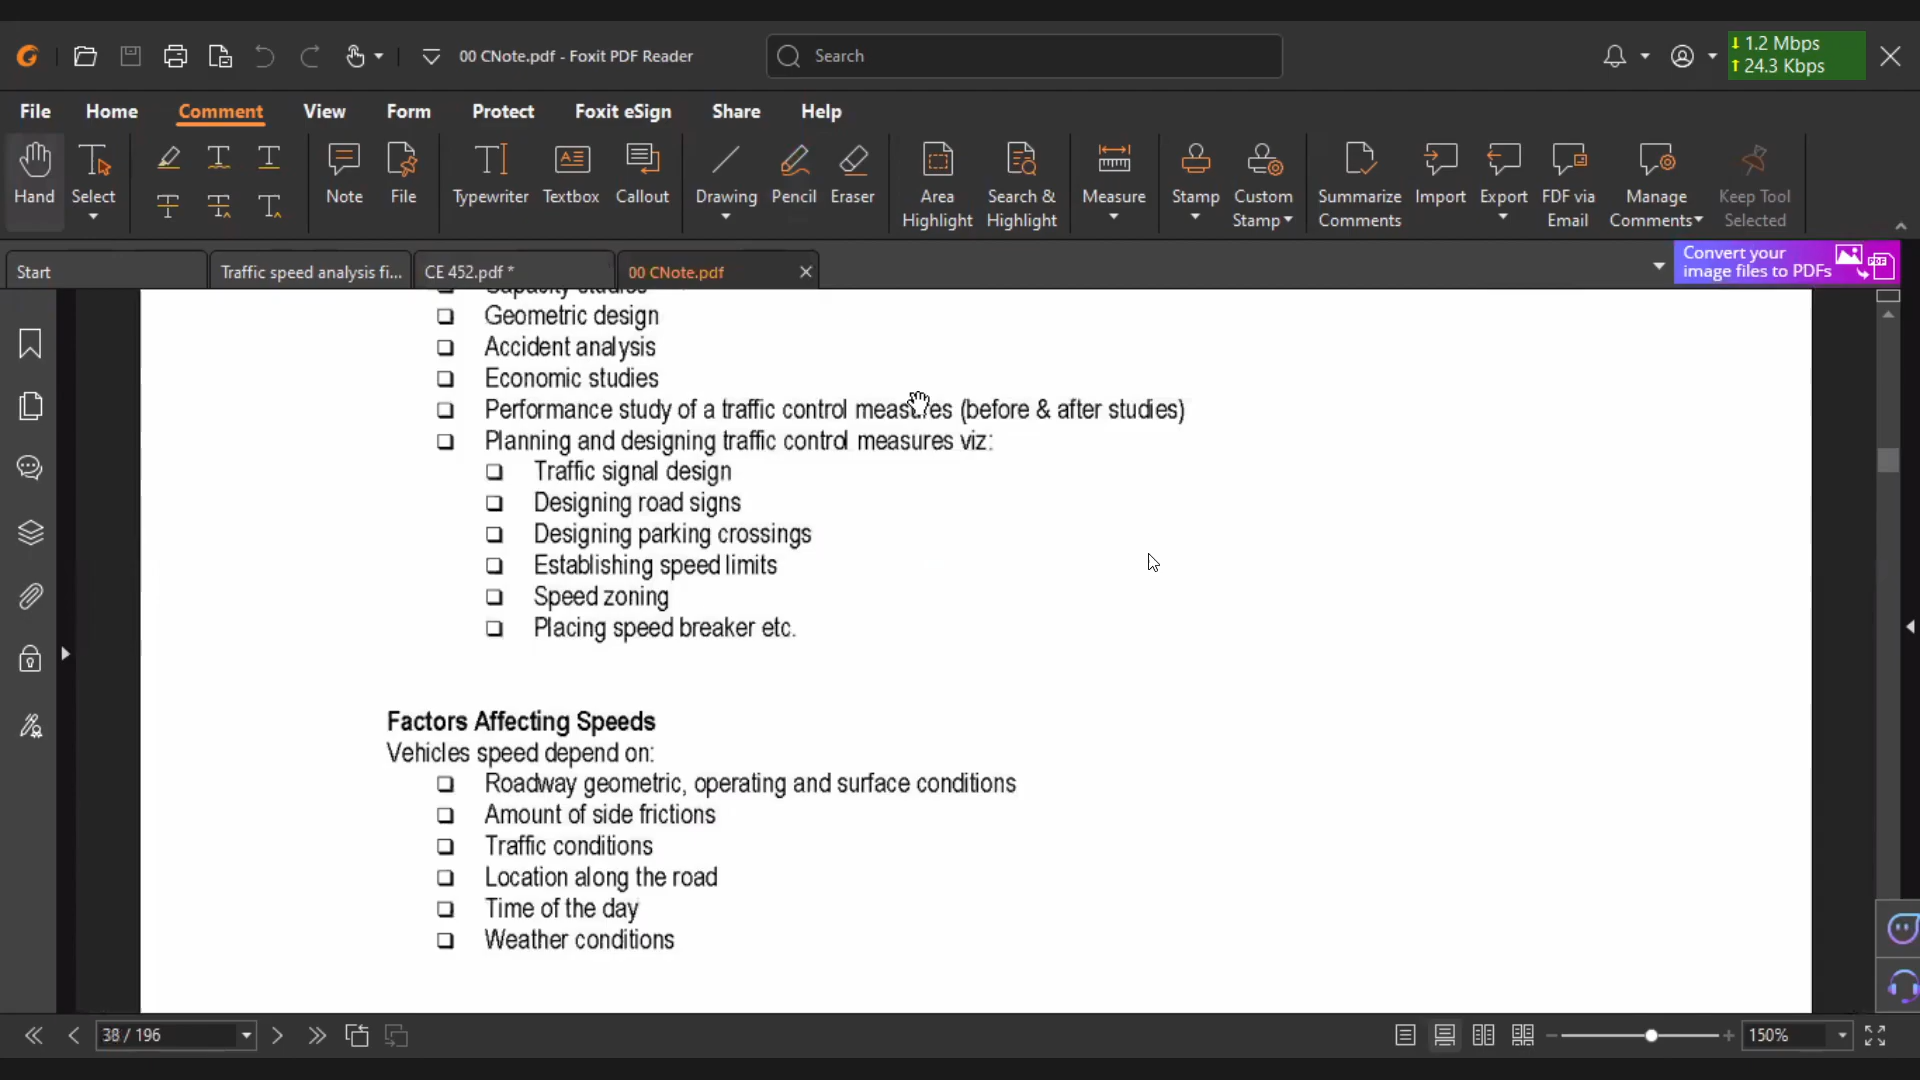 00 CNote.pdf - Foxit PDF Reader
Search
1.2 Mbps
24.3 Kbps
File Home Comment View Form Protect Foxit eSign Share Help
Hand Select Note File Typewriter Textbox Callout Drawing Pencil Eraser Area Highlight Search & Highlight Measure Stamp Custom Stamp Summarize Comments Import Export FDF via Email Manage Comments Keep Tool Selected
Start Traffic speed analysis fi... CE 452.pdf * 00 CNote.pdf
Convert your
image files to PDFs
PDF
Capacity studies
Geometric design
Accident analysis
Economic studies
Performance study of a traffic control measures (before & after studies)
Planning and designing traffic control measures viz:
Traffic signal design
Designing road signs
Designing parking crossings
Establishing speed limits
Speed zoning
Placing speed breaker etc.
Factors Affecting Speeds
Vehicles speed depend on:
Roadway geometric, operating and surface conditions
Amount of side frictions
Traffic conditions
Location along the road
Time of the day
Weather conditions
38 / 196
150%